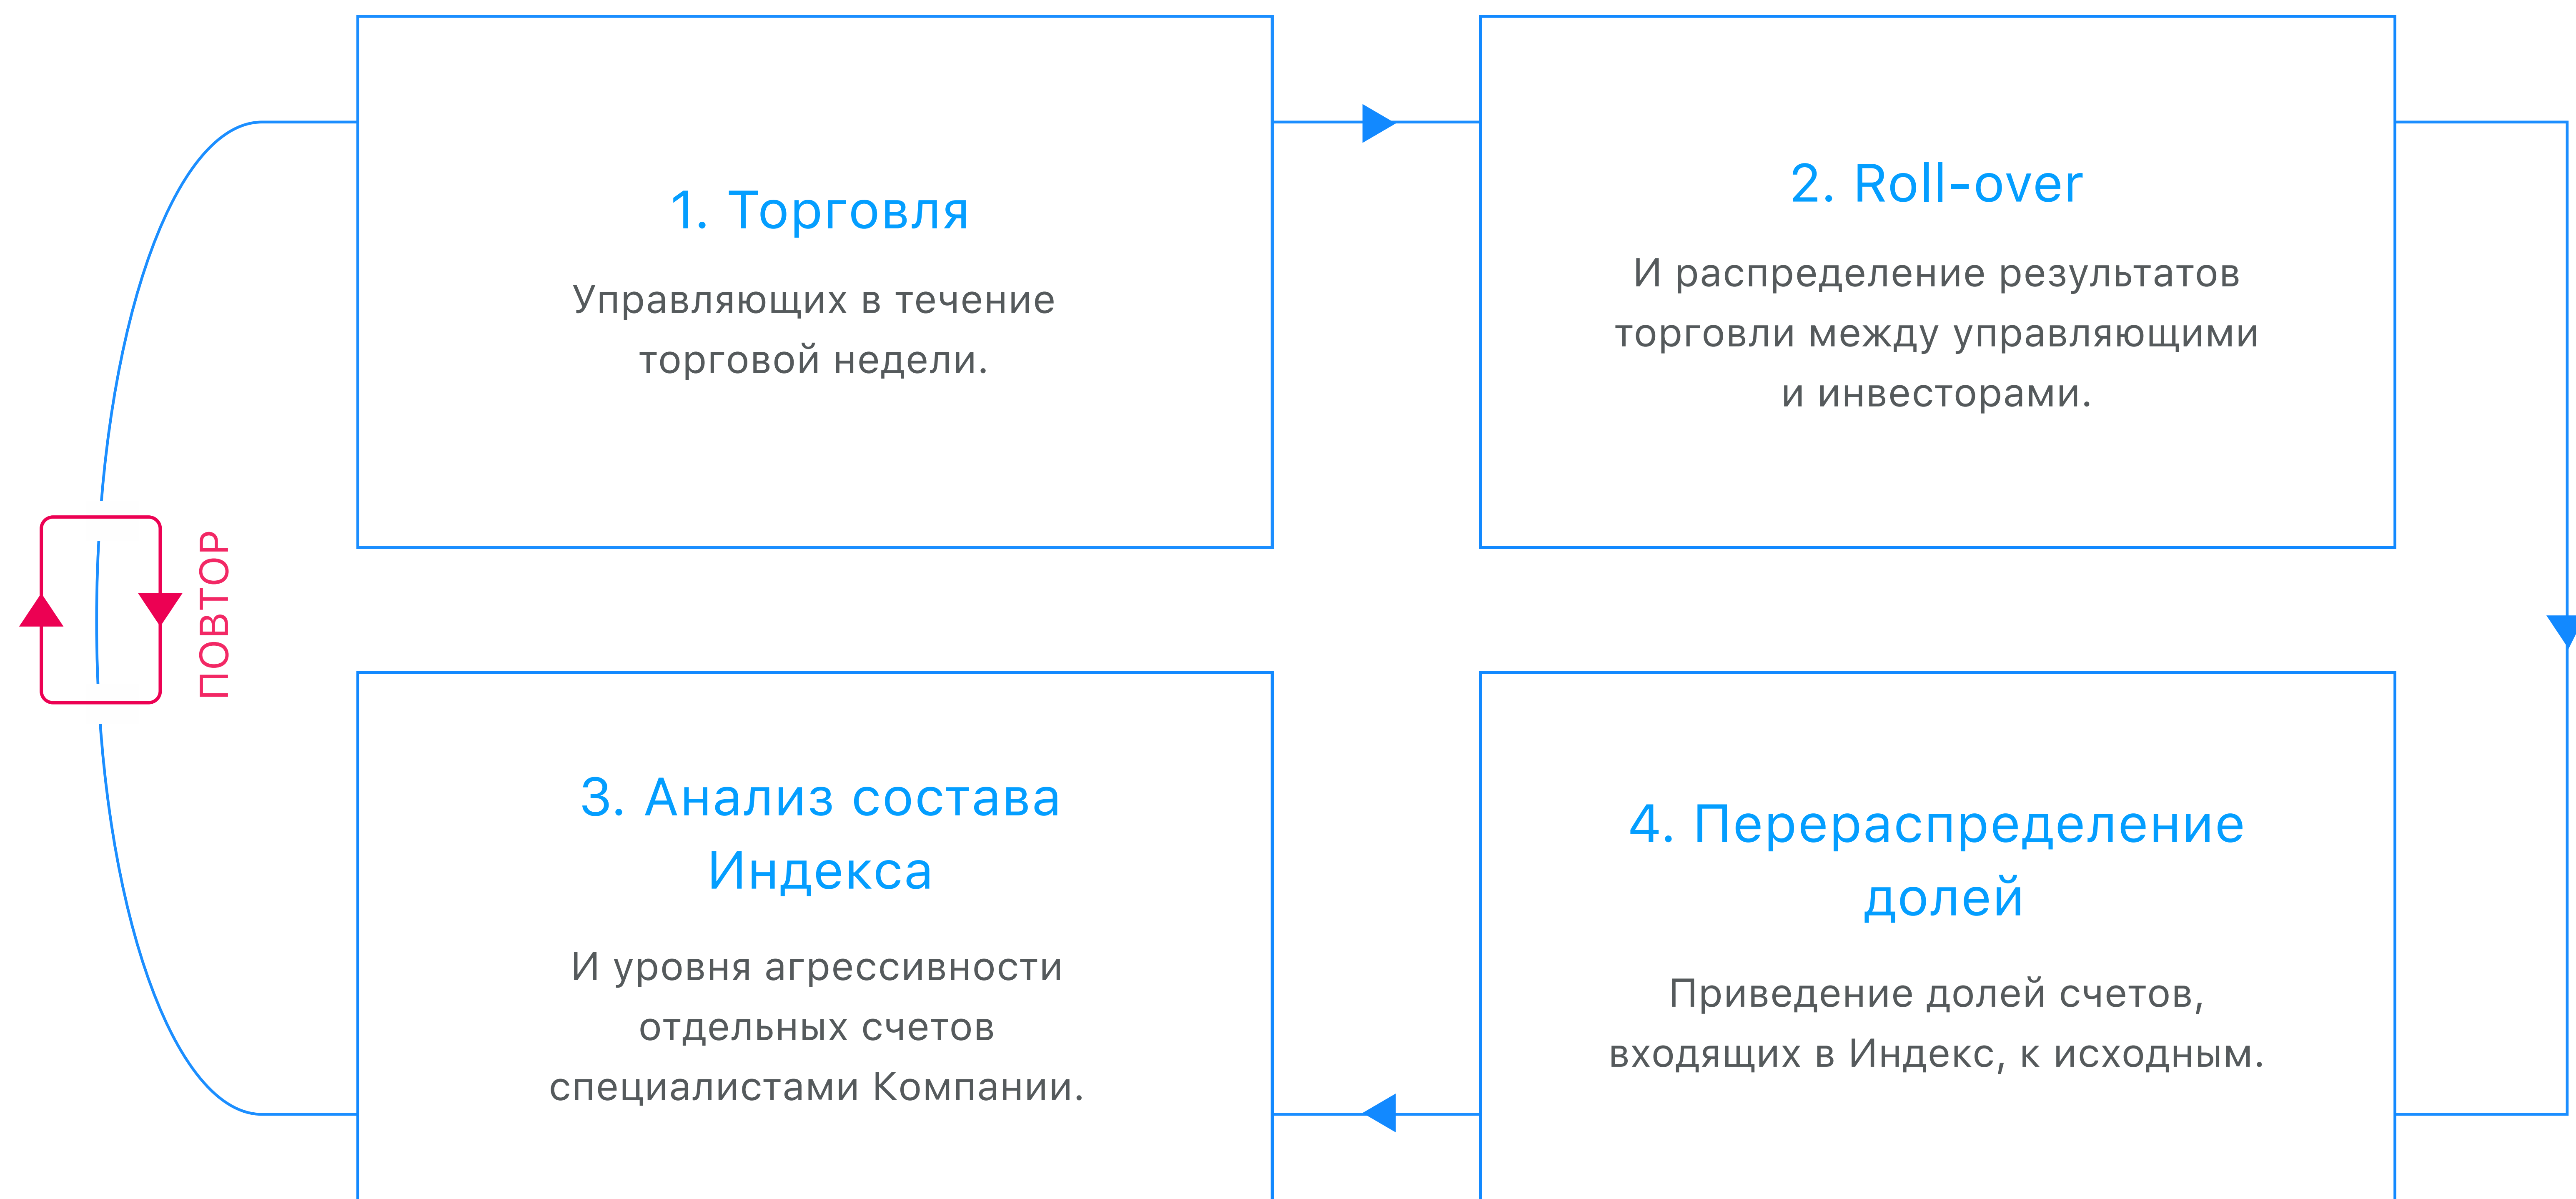 1. Торговля
Управляющих в течение
торговой недели.
2. Roll-over
И распределение результатов
торговли между управляющими
и инвесторами.
ПОВТОР
3. Анализ состава
Индекса
И уровня агрессивности
отдельных счетов
специалистами Компании.
4. Перераспределение
долей
Приведение долей счетов,
входящих в Индекс, к исходным.